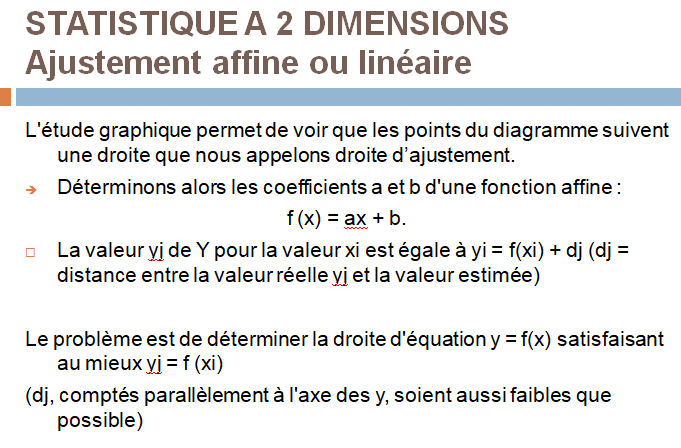 STATISTIQUE A 2 DIMENSIONS
Ajustement affine ou linéaire
L'étude graphique permet de voir que les points du diagramme suivent
une droite que nous appelons droite d'ajustement.
→ Déterminons alors les coefficients a et b d'une fonction affine :
f (x) = ax + b.
□ La valeur yj de Y pour la valeur xi est égale à yi = f(xi) + dj (dj =
distance entre la valeur réelle yj et la valeur estimée)
Le problème est de déterminer la droite d'équation y = f(x) satisfaisant
au mieux yj = f (xi)
(dj, comptés parallèlement à l'axe des y, soient aussi faibles que
possible)